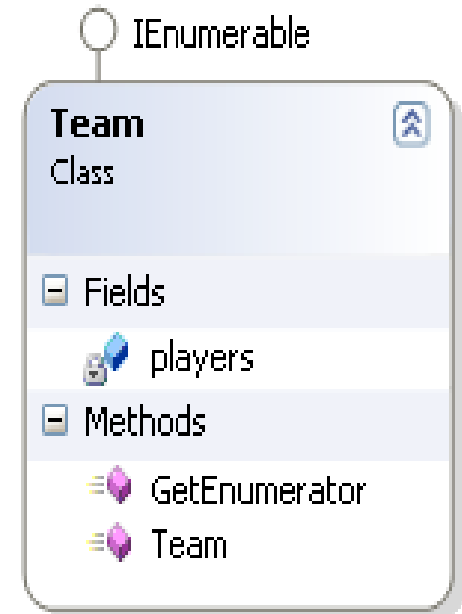 IEnumerable
Team
Class
Fields
players
Methods
GetEnumerator
Team